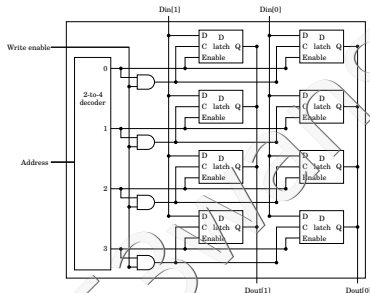 Din[1] Din[0]
Write enable
D D
C latch Q
Enable
D D
C latch Q
Enable
0
2-to-4
decoder
D D
C latch Q
Enable
D D
C latch Q
Enable
1
Address
D D
C latch Q
Enable
D D
C latch Q
Enable
2
D D
C latch Q
Enable
D D
C latch Q
Enable
3
Dout[1] Dout[0]